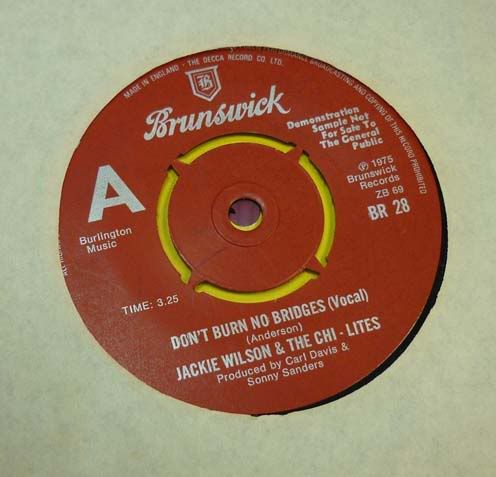 MADE IN ENGLAND · THE DECCA RECORD CO. LTD.
PERFORMANCE BROADCASTING AND COPYING OF THIS RECORD PROHIBITED
B
Brunswick
Demonstration
Sample Not
For Sale To
The General
Public
A
Burlington
Music
℗ 1975
Brunswick
Records
ZB 69
BR 28
TIME: 3.25
DON'T BURN NO BRIDGES (Vocal)
(Anderson)
JACKIE WILSON & THE CHI - LITES
Produced by Carl Davis &
Sonny Sanders